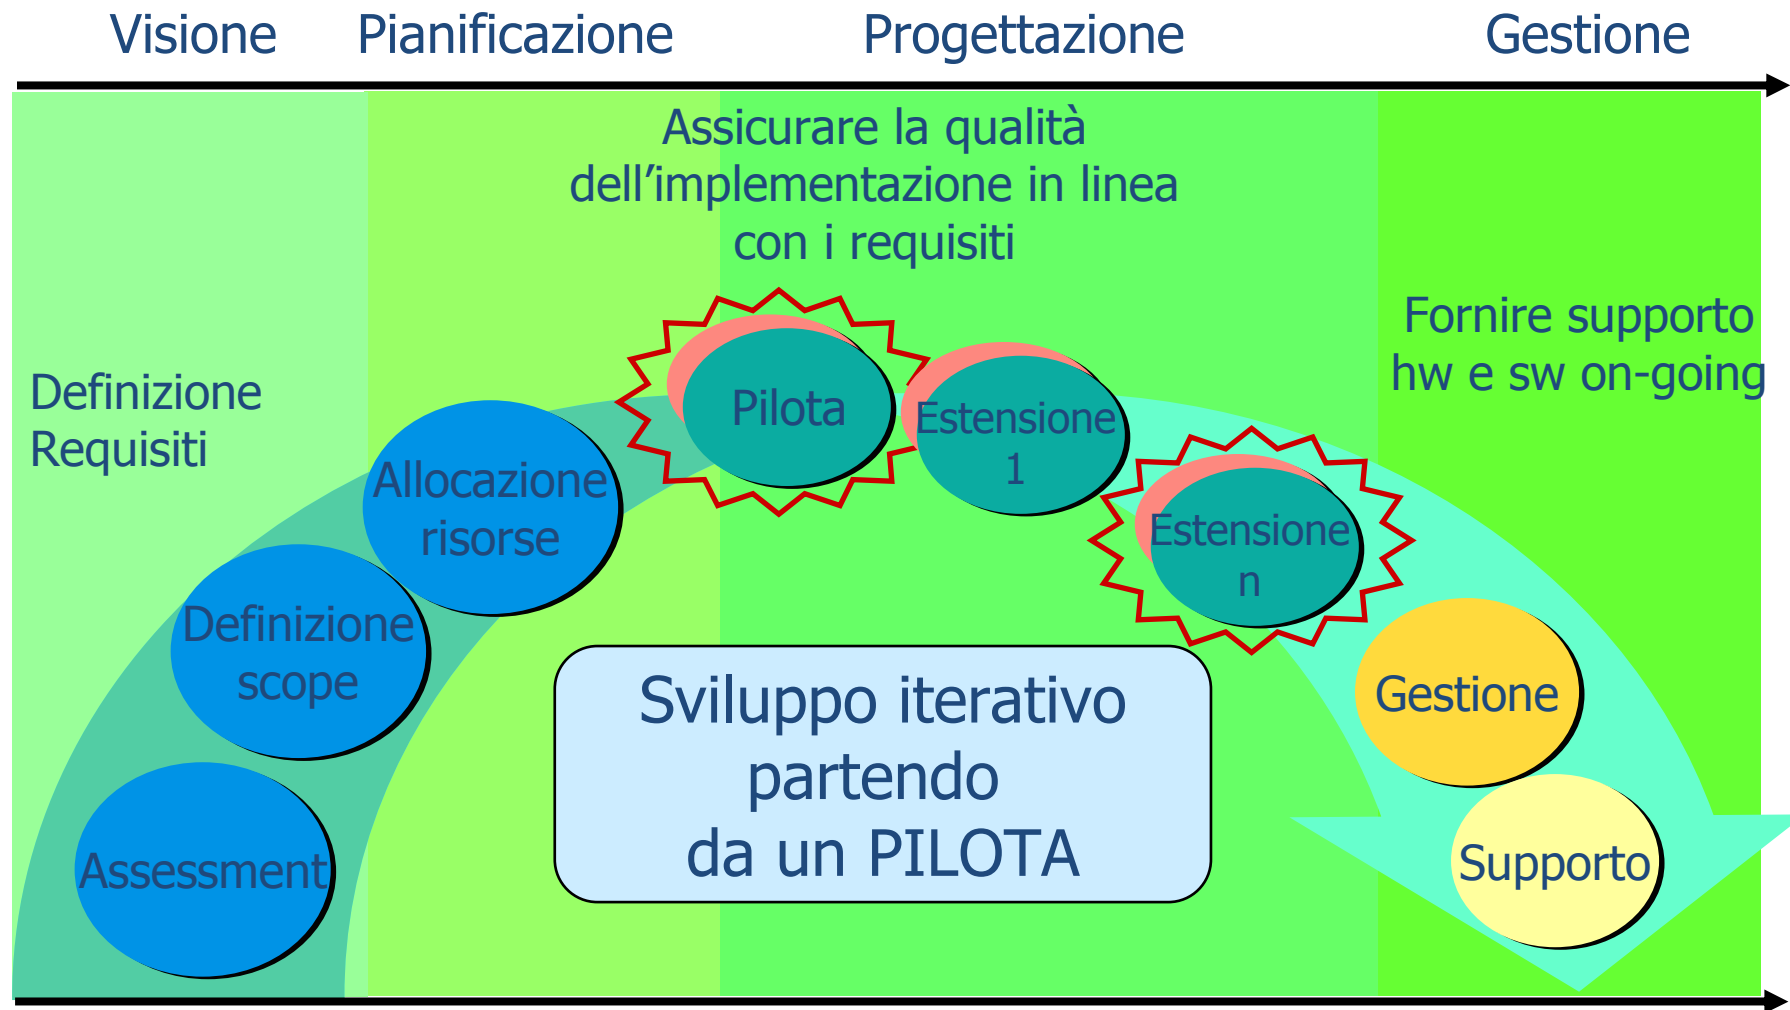 Visione
Pianificazione
Progettazione
Gestione
Assicurare la qualità
dell’implementazione in linea
con i requisiti
Fornire supporto
hw e sw on-going
Definizione
Requisiti
Pilota
Estensione
1
Allocazione
risorse
Estensione
n
Definizione
scope
Gestione
Sviluppo iterativo
partendo
da un PILOTA
Assessment
Supporto